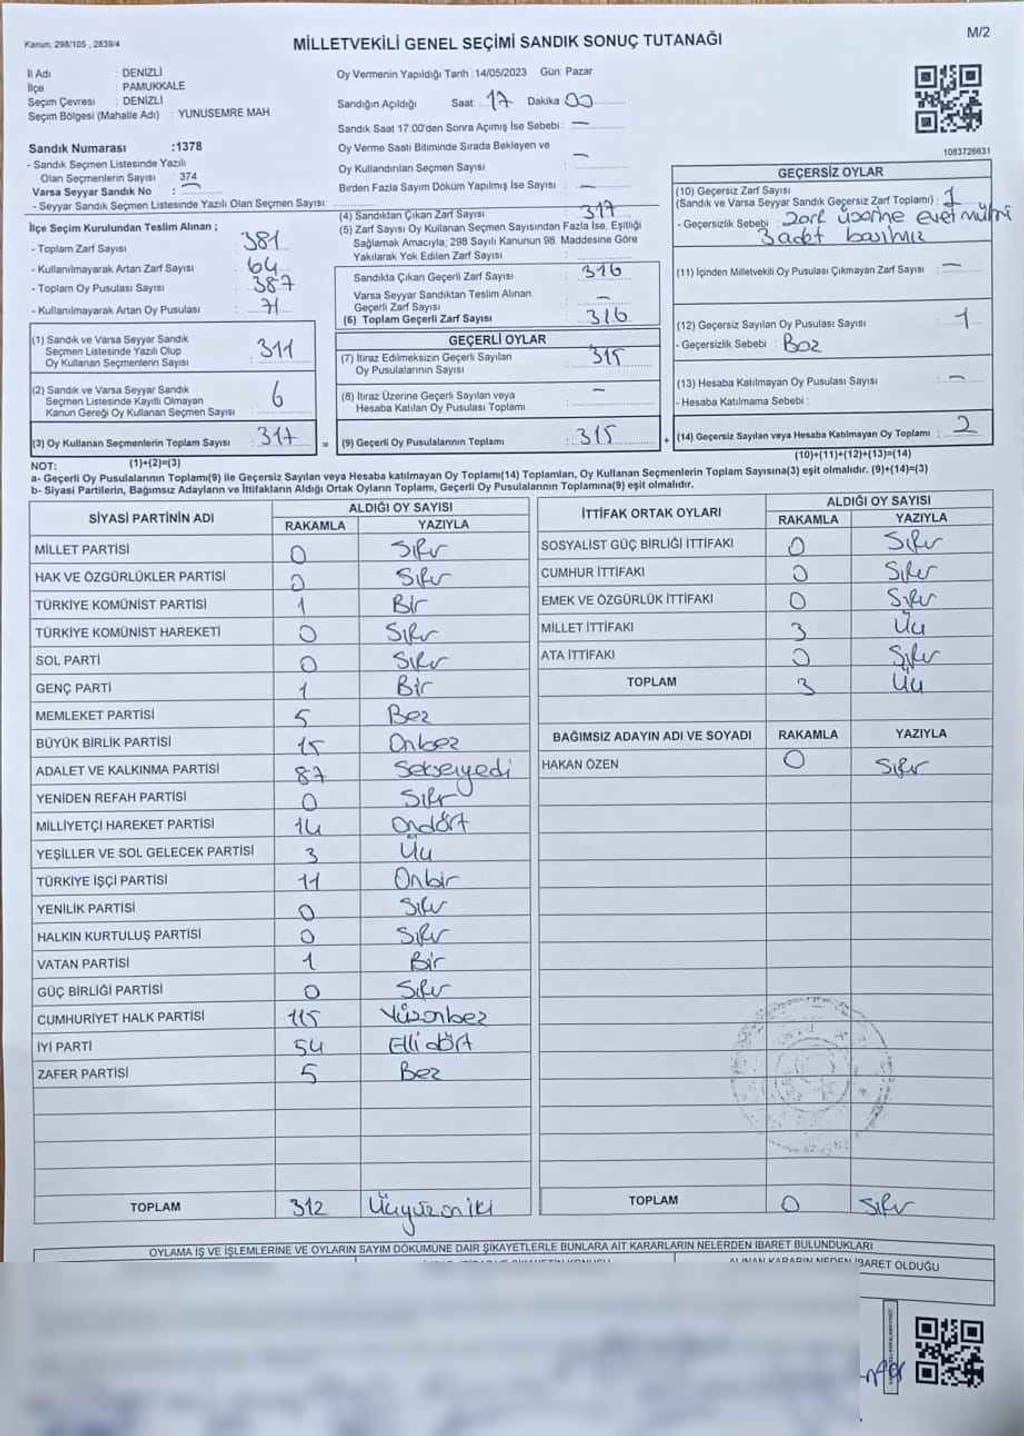 Kanun: 298/105 , 2839/4
MİLLETVEKİLİ GENEL SEÇİMİ SANDIK SONUÇ TUTANAĞI
M/2
İl Adı : DENİZLİ
İlçe : PAMUKKALE
Seçim Çevresi : DENİZLİ
Seçim Bölgesi (Mahalle Adı) : YUNUSEMRE MAH.
Sandık Numarası :1378
- Sandık Seçmen Listesinde Yazılı
Olan Seçmenlerin Sayısı : 374
Varsa Seyyar Sandık No : —
- Seyyar Sandık Seçmen Listesinde Yazılı Olan Seçmen Sayısı:
İlçe Seçim Kurulundan Teslim Alınan ;
- Toplam Zarf Sayısı : 381
- Kullanılmayarak Artan Zarf Sayısı : 64
- Toplam Oy Pusulası Sayısı : 387
- Kullanılmayarak Artan Oy Pusulası : 71
(1) Sandık ve Varsa Seyyar Sandık
Seçmen Listesinde Yazılı Olup
Oy Kullanan Seçmenlerin Sayısı : 311
(2) Sandık ve Varsa Seyyar Sandık
Seçmen Listesinde Kayıtlı Olmayan
Kanun Gereği Oy Kullanan Seçmen Sayısı : 6
(3) Oy Kullanan Seçmenlerin Toplam Sayısı : 317
(1)+(2)=(3)
Oy Vermenin Yapıldığı Tarih :14/05/2023 Gün: Pazar
Sandığın Açıldığı Saat: 17 Dakika 00
Sandık Saat 17:00'den Sonra Açımış İse Sebebi : —
Oy Verme Saati Bitiminde Sırada Bekleyen ve
Oy Kullandırılan Seçmen Sayısı : —
Birden Fazla Sayım Döküm Yapılmış İse Sayısı : —
(4) Sandıktan Çıkan Zarf Sayısı : 317
(5) Zarf Sayısı Oy Kullanan Seçmen Sayısından Fazla İse, Eşitliği
Sağlamak Amacıyla; 298 Sayılı Kanunun 98. Maddesine Göre
Yakılarak Yok Edilen Zarf Sayısı :
Sandıkta Çıkan Geçerli Zarf Sayısı : 316
Varsa Seyyar Sandıktan Teslim Alınan
Geçerli Zarf Sayısı : —
(6) Toplam Geçerli Zarf Sayısı : 316
GEÇERLİ OYLAR
(7) İtiraz Edilmeksizin Geçerli Sayılan
Oy Pusulalarının Sayısı : 315
(8) İtiraz Üzerine Geçerli Sayılan veya
Hesaba Katılan Oy Pusulası Toplamı : —
= (9) Geçerli Oy Pusulalarının Toplamı : 315
1083726631
GEÇERSİZ OYLAR
(10) Geçersiz Zarf Sayısı
(Sandık ve Varsa Seyyar Sandık Geçersiz Zarf Toplamı) : 1
- Geçersizlik Sebebi : Zarf üzerine evet mührü
3 adet basılmış
(11) İçinden Milletvekili Oy Pusulası Çıkmayan Zarf Sayısı : —
(12) Geçersiz Sayılan Oy Pusulası Sayısı : 1
- Geçersizlik Sebebi : Boş
(13) Hesaba Katılmayan Oy Pusulası Sayısı : —
- Hesaba Katılmama Sebebi :
+ (14) Geçersiz Sayılan veya Hesaba Katılmayan Oy Toplamı : 2
(10)+(11)+(12)+(13)=(14)
NOT:
a- Geçerli Oy Pusulalarının Toplamı(9) ile Geçersiz Sayılan veya Hesaba katılmayan Oy Toplamı(14) Toplamları, Oy Kullanan Seçmenlerin Toplam Sayısına(3) eşit olmalıdır. (9)+(14)=(3)
b- Siyasi Partilerin, Bağımsız Adayların ve İttifakların Aldığı Ortak Oyların Toplamı, Geçerli Oy Pusulalarının Toplamına(9) eşit olmalıdır.
SİYASİ PARTİNİN ADI ALDIĞI OY SAYISI
RAKAMLA YAZIYLA
MİLLET PARTİSİ 0 Sıfır
HAK VE ÖZGÜRLÜKLER PARTİSİ 0 Sıfır
TÜRKİYE KOMÜNİST PARTİSİ 1 Bir
TÜRKİYE KOMÜNİST HAREKETİ 0 Sıfır
SOL PARTİ 0 Sıfır
GENÇ PARTİ 1 Bir
MEMLEKET PARTİSİ 5 Beş
BÜYÜK BİRLİK PARTİSİ 15 Onbeş
ADALET VE KALKINMA PARTİSİ 87 Seksenyedi
YENİDEN REFAH PARTİSİ 0 Sıfır
MİLLİYETÇİ HAREKET PARTİSİ 14 Ondört
YEŞİLLER VE SOL GELECEK PARTİSİ 3 Üç
TÜRKİYE İŞÇİ PARTİSİ 11 Onbir
YENİLİK PARTİSİ 0 Sıfır
HALKIN KURTULUŞ PARTİSİ 0 Sıfır
VATAN PARTİSİ 1 Bir
GÜÇ BİRLİĞİ PARTİSİ 0 Sıfır
CUMHURİYET HALK PARTİSİ 115 Yüzonbeş
İYİ PARTİ 54 Ellidört
ZAFER PARTİSİ 5 Beş
TOPLAM 312 Üçyüzoniki
İTTİFAK ORTAK OYLARI ALDIĞI OY SAYISI
RAKAMLA YAZIYLA
SOSYALİST GÜÇ BİRLİĞİ İTTİFAKI 0 Sıfır
CUMHUR İTTİFAKI 0 Sıfır
EMEK VE ÖZGÜRLÜK İTTİFAKI 0 Sıfır
MİLLET İTTİFAKI 3 Üç
ATA İTTİFAKI 0 Sıfır
TOPLAM 3 Üç
BAĞIMSIZ ADAYIN ADI VE SOYADI RAKAMLA YAZIYLA
HAKAN ÖZEN 0 Sıfır
TOPLAM 0 Sıfır
OYLAMA İŞ VE İŞLEMLERİNE VE OYLARIN SAYIM DÖKÜMÜNE DAİR ŞİKAYETLERLE BUNLARA AİT KARARLARIN NELERDEN İBARET BULUNDUKLARI
ALINAN KARARIN NEDEN İBARET OLDUĞU